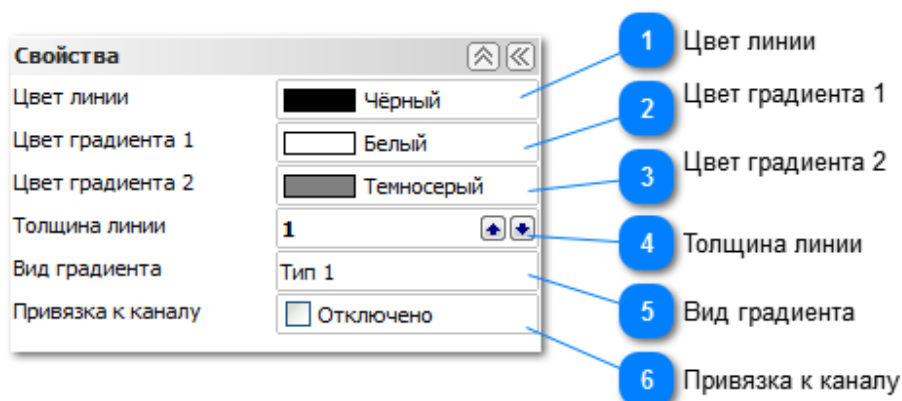 Свойства
Цвет линии Чёрный
Цвет градиента 1 Белый
Цвет градиента 2 Темносерый
Толщина линии 1
Вид градиента Тип 1
Привязка к каналу Отключено
1 Цвет линии
2 Цвет градиента 1
3 Цвет градиента 2
4 Толщина линии
5 Вид градиента
6 Привязка к каналу